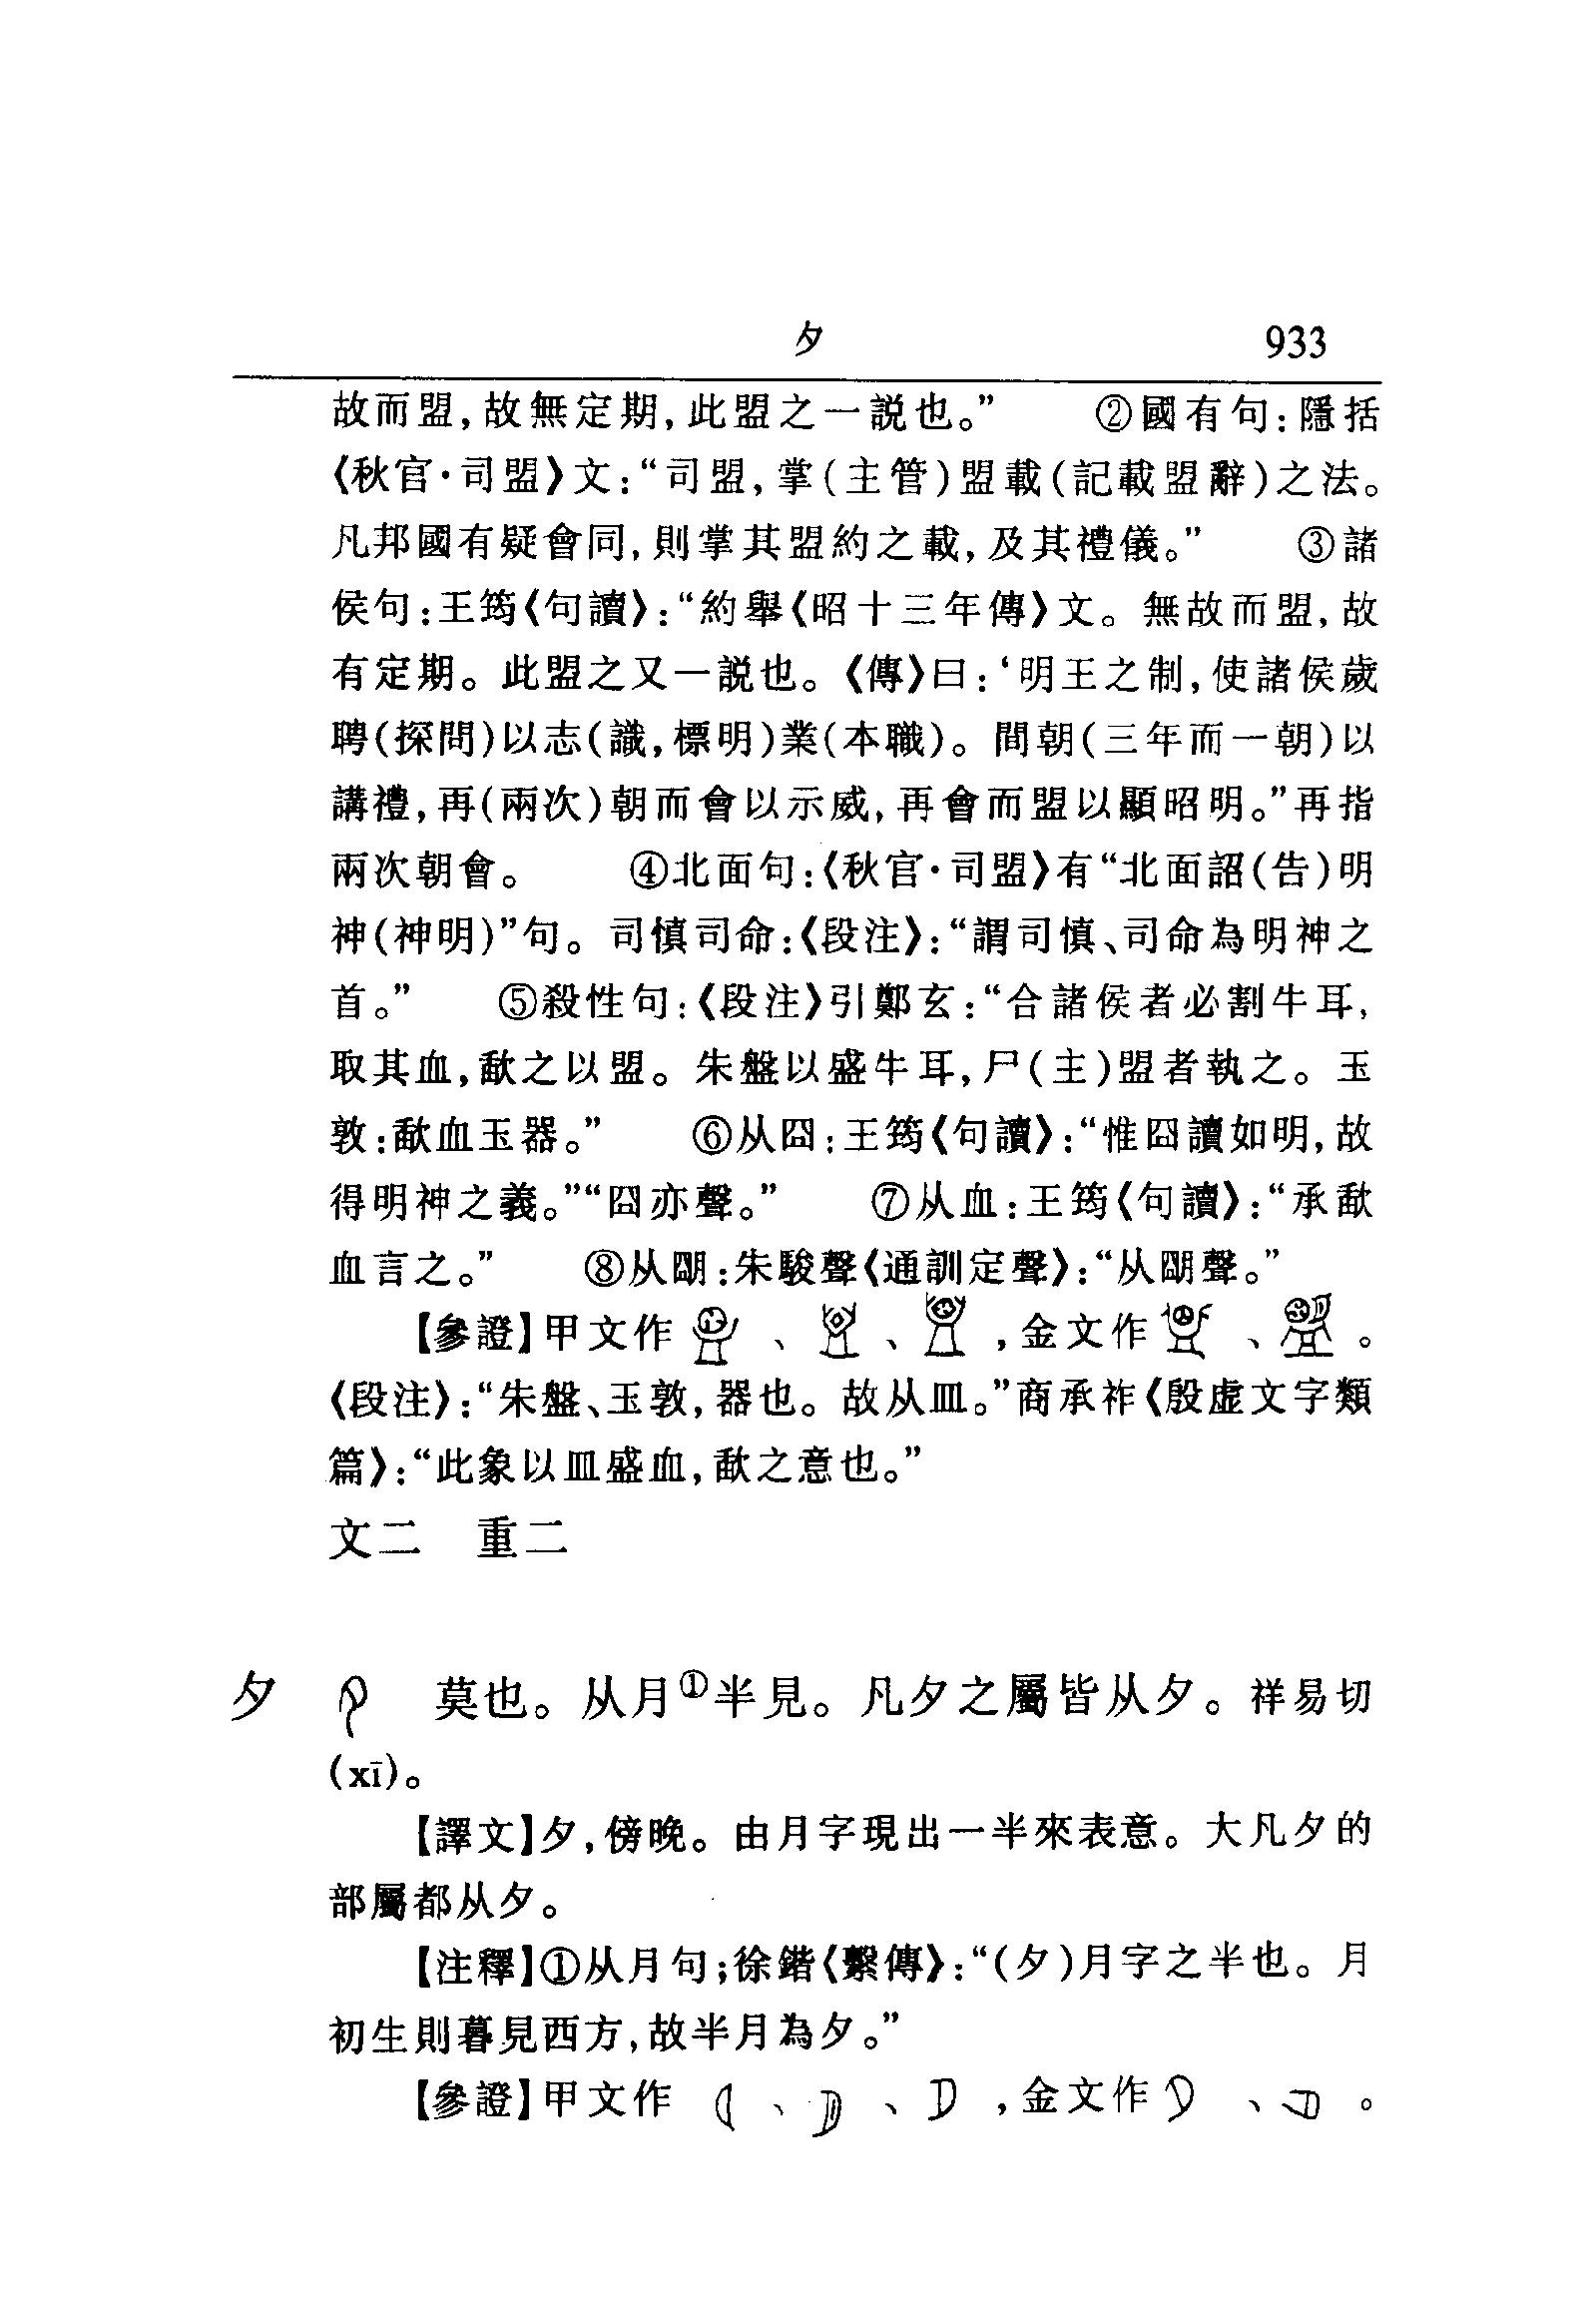 夕 933
故而盟，故無定期，此盟之一説也。” ②國有句：隱括
《秋官·司盟》文：“司盟，掌（主管）盟載（記載盟辭）之法。
凡邦國有疑會同，則掌其盟約之載，及其禮儀。” ③諸
侯句：王筠《句讀》：“約舉《昭十三年傳》文。無故而盟，故
有定期。此盟之又一説也。《傳》曰：‘明王之制，使諸侯歲
聘（探問）以志（識，標明）業（本職）。間朝（三年而一朝）以
講禮，再（兩次）朝而會以示威，再會而盟以顯昭明。”再指
兩次朝會。 ④北面句：《秋官·司盟》有“北面詔（告）明
神（神明）”句。司慎司命：《段注》：“謂司慎、司命為明神之
首。” ⑤殺牲句：《段注》引鄭玄：“合諸侯者必割牛耳，
取其血，歃之以盟。朱盤以盛牛耳，尸（主）盟者執之。玉
敦：歃血玉器。” ⑥从囧：王筠《句讀》：“惟囧讀如明，故
得明神之義。”“囧亦聲。” ⑦从血：王筠《句讀》：“承歃
血言之。” ⑧从朙：朱駿聲《通訓定聲》：“从朙聲。”
【參證】甲文作 、 、 ，金文作 、 。
《段注》：“朱盤、玉敦，器也。故从皿。”商承祚《殷虚文字類
篇》：“此象以皿盛血，歃之意也。”
文二 重二
夕 莫也。从月①半見。凡夕之屬皆从夕。祥易切
（xī）。
【譯文】夕，傍晚。由月字現出一半來表意。大凡夕的
部屬都从夕。
【注釋】①从月句；徐鍇《繫傳》：“（夕）月字之半也。月
初生則暮見西方，故半月為夕。”
【參證】甲文作 、 、 ，金文作 、 。